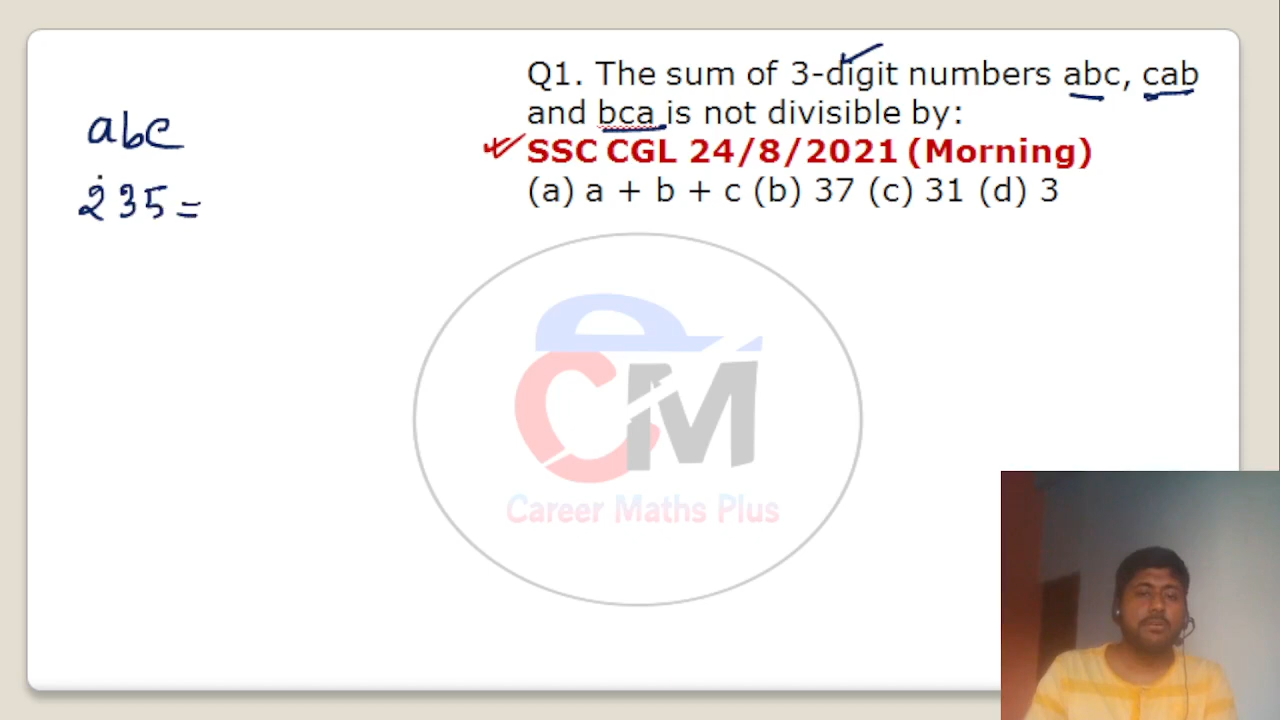 Q1. The sum of 3-digit numbers abc, cab
and bca is not divisible by:
SSC CGL 24/8/2021 (Morning)
(a) a + b + c (b) 37 (c) 31 (d) 3
abc
235 =
CM
Career Maths Plus